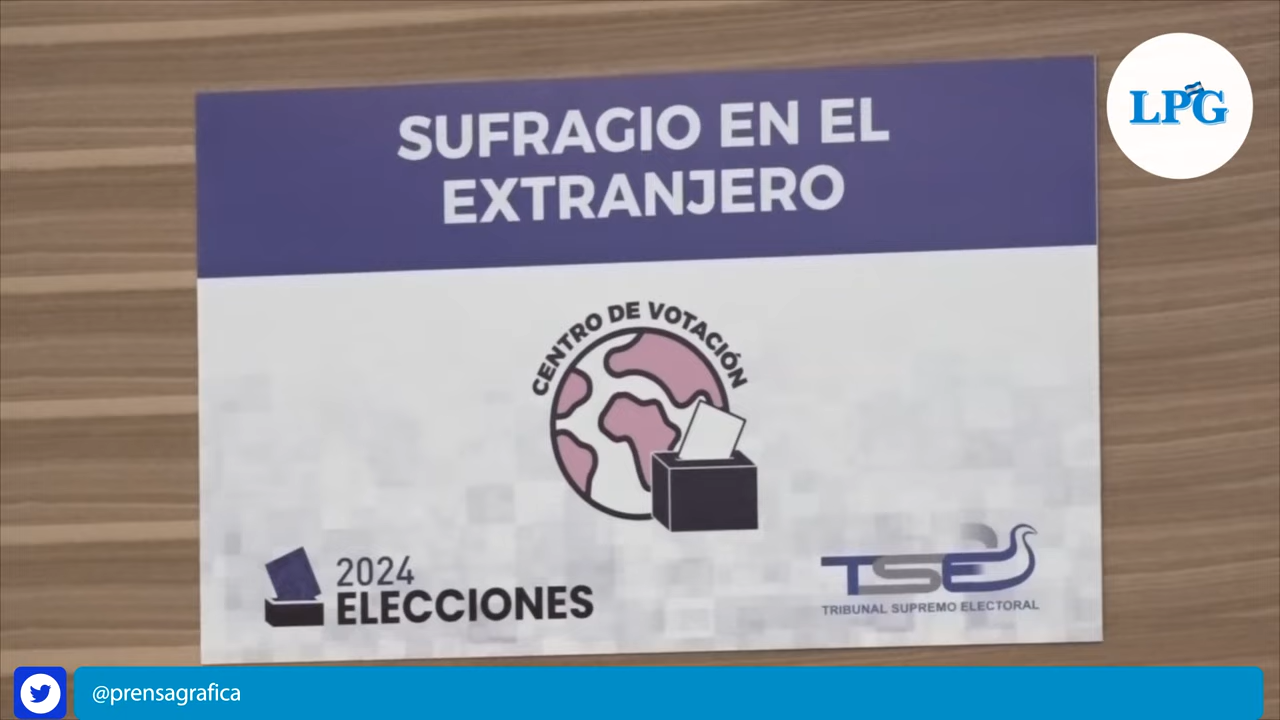 SUFRAGIO EN EL
EXTRANJERO
LPG
CENTRO DE VOTACIÓN
2024
ELECCIONES
TSE
TRIBUNAL SUPREMO ELECTORAL
@prensagrafica